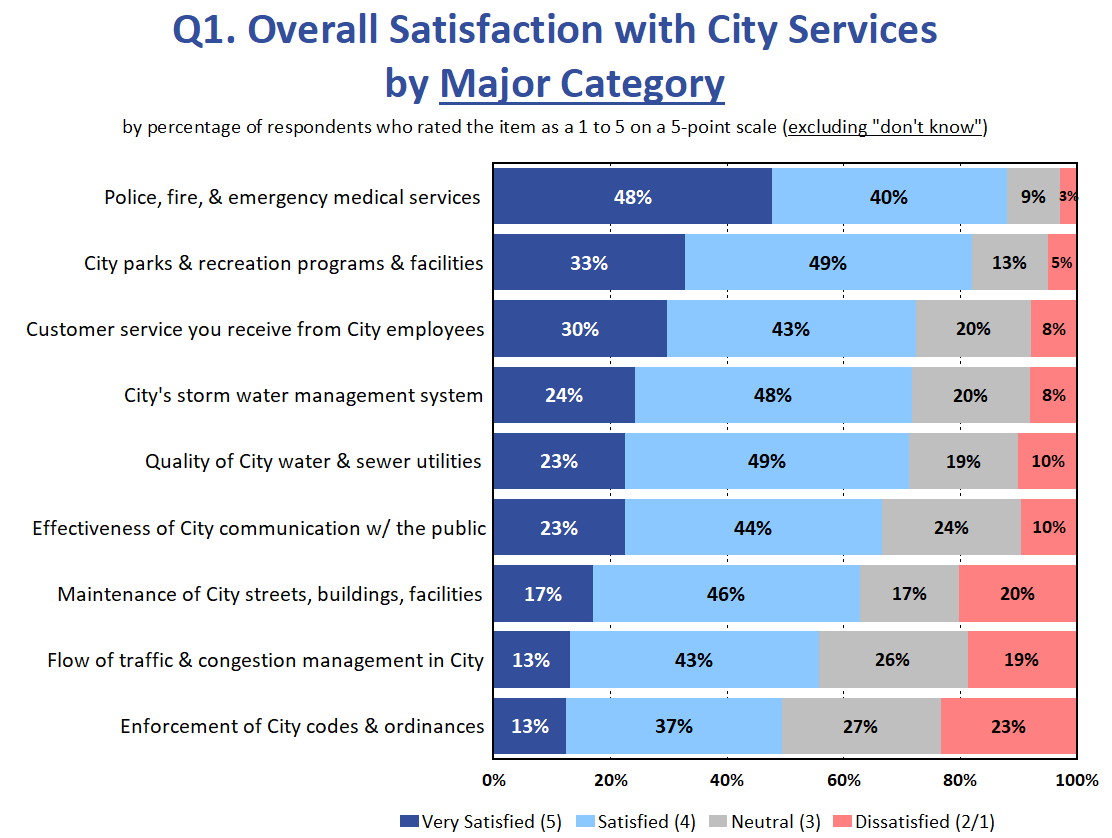 Q1. Overall Satisfaction with City Services
by Major Category
by percentage of respondents who rated the item as a 1 to 5 on a 5-point scale (excluding "don't know")
Police, fire, & emergency medical services 48% 40% 9% 3%
City parks & recreation programs & facilities 33% 49% 13% 5%
Customer service you receive from City employees 30% 43% 20% 8%
City's storm water management system 24% 48% 20% 8%
Quality of City water & sewer utilities 23% 49% 19% 10%
Effectiveness of City communication w/ the public 23% 44% 24% 10%
Maintenance of City streets, buildings, facilities 17% 46% 17% 20%
Flow of traffic & congestion management in City 13% 43% 26% 19%
Enforcement of City codes & ordinances 13% 37% 27% 23%
0% 20% 40% 60% 80% 100%
Very Satisfied (5) Satisfied (4) Neutral (3) Dissatisfied (2/1)